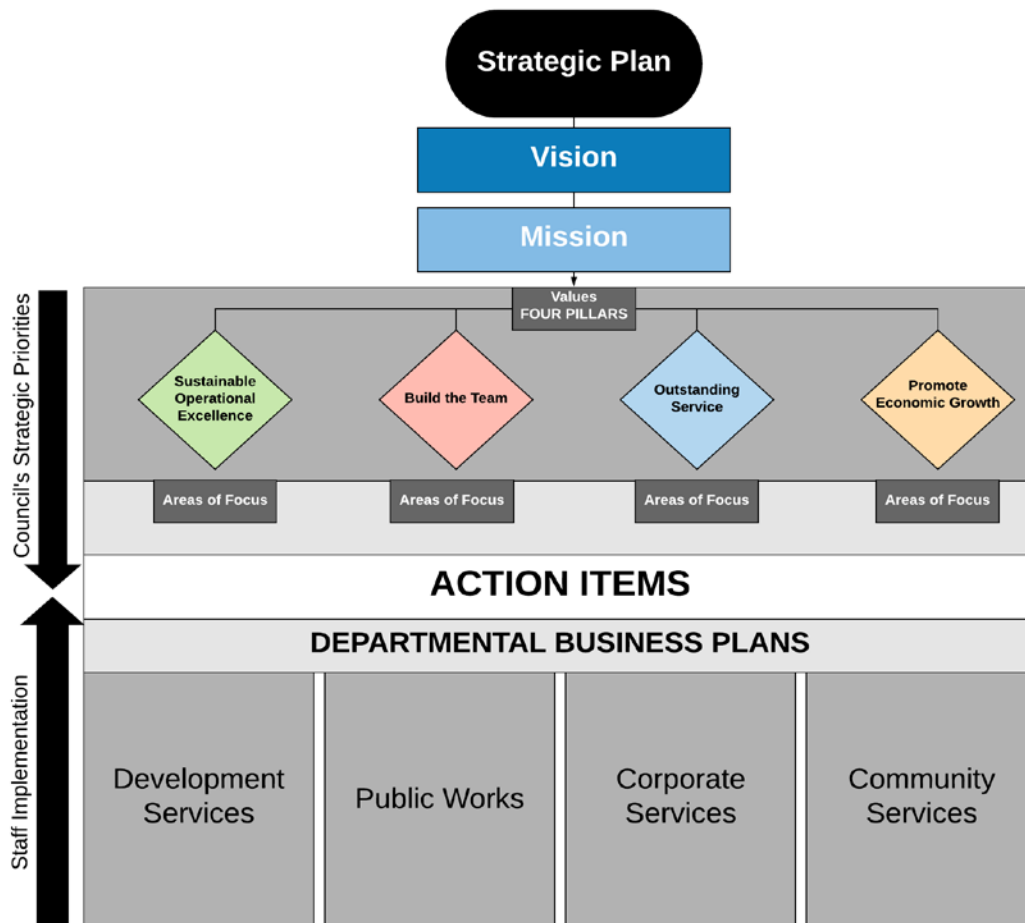 Strategic Plan
Vision
Mission
Values
FOUR PILLARS
Council's Strategic Priorities
Sustainable
Operational
Excellence
Build the Team
Outstanding
Service
Promote
Economic Growth
Areas of Focus
Areas of Focus
Areas of Focus
Areas of Focus
ACTION ITEMS
Staff Implementation
DEPARTMENTAL BUSINESS PLANS
Development
Services
Public Works
Corporate
Services
Community
Services